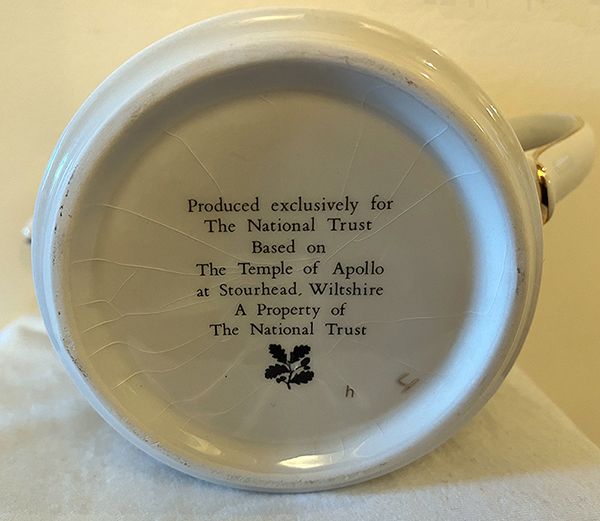 Produced exclusively for
The National Trust
Based on
The Temple of Apollo
at Stourhead, Wiltshire
A Property of
The National Trust
h